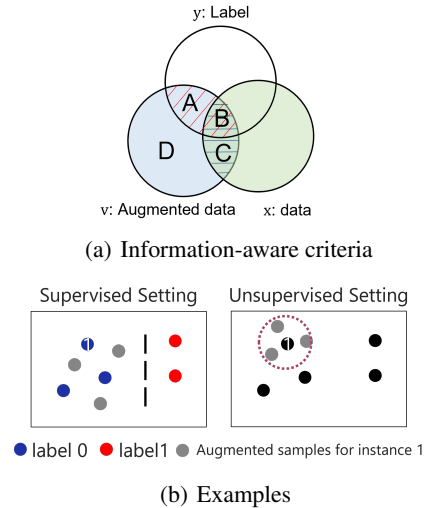 y: Label
A
B
D
C
v: Augmented data x: data
(a) Information-aware criteria
Supervised Setting Unsupervised Setting
1 1
label 0 label1 Augmented samples for instance 1
(b) Examples